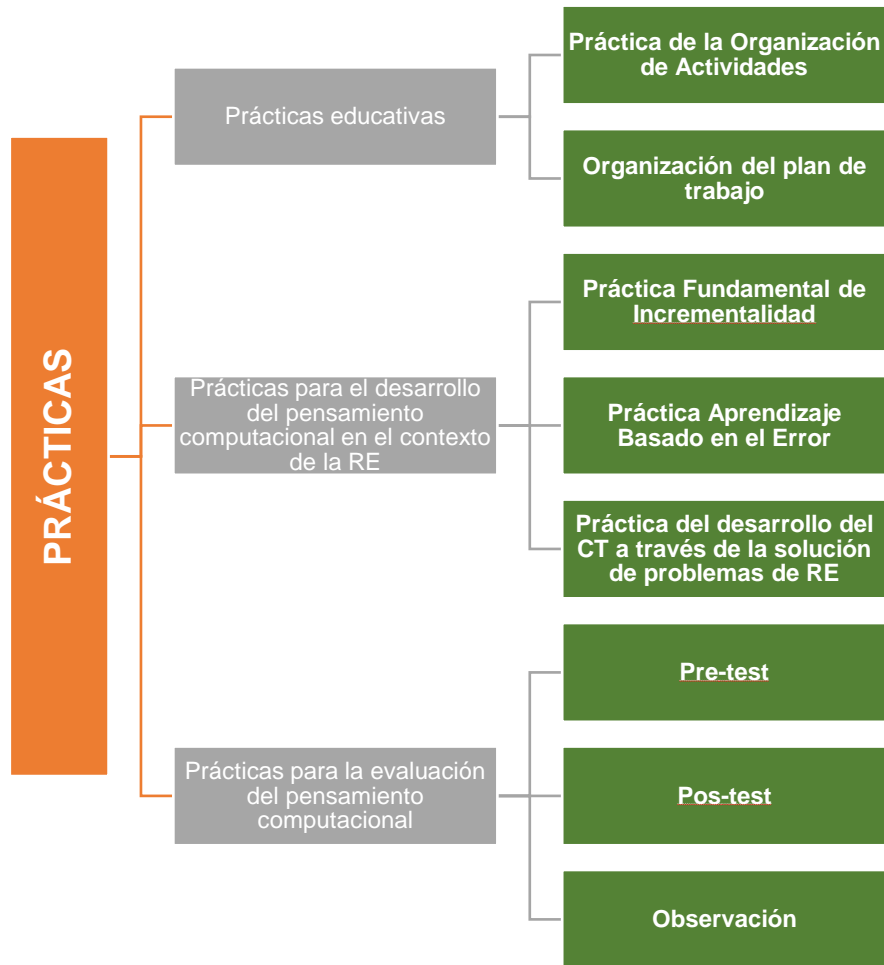 PRÁCTICAS
Prácticas educativas
Práctica de la Organización
de Actividades
Organización del plan de
trabajo
Prácticas para el desarrollo
del pensamiento
computacional en el contexto
de la RE
Práctica Fundamental de
Incrementalidad
Práctica Aprendizaje
Basado en el Error
Práctica del desarrollo del
CT a través de la solución
de problemas de RE
Prácticas para la evaluación
del pensamiento
computacional
Pre-test
Pos-test
Observación